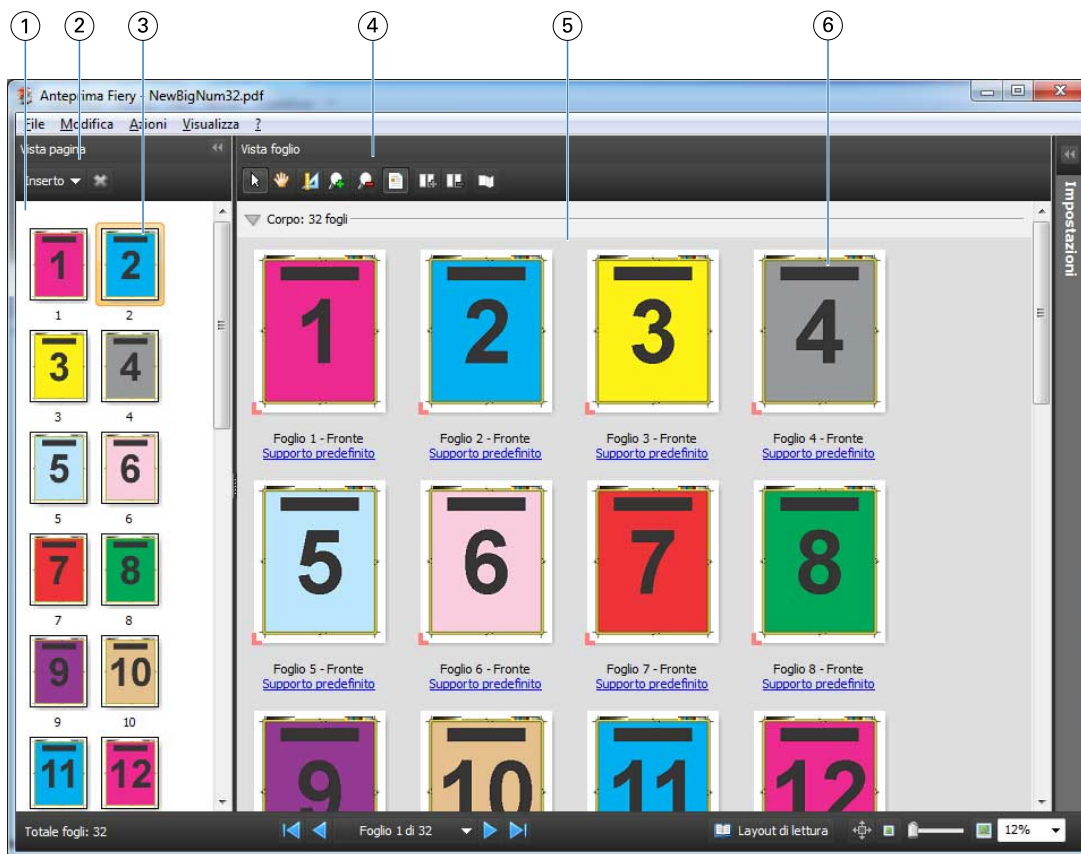 1 2 3 4 5 6
Anteprima Fiery - NewBigNum32.pdf
File Modifica Azioni Visualizza ?
Vista pagina
Vista foglio
Inserto
Impostazioni
Corpo: 32 fogli
1 2
1 2
3 4
3 4
5 6
5 6
7 8
7 8
9 10
9 10
11 12
1 2 3 4
Foglio 1 - Fronte Foglio 2 - Fronte Foglio 3 - Fronte Foglio 4 - Fronte
Supporto predefinito Supporto predefinito Supporto predefinito Supporto predefinito
5 6 7 8
Foglio 5 - Fronte Foglio 6 - Fronte Foglio 7 - Fronte Foglio 8 - Fronte
Supporto predefinito Supporto predefinito Supporto predefinito Supporto predefinito
9 10 11 12
Totale fogli: 32 Foglio 1 di 32 Layout di lettura 12%